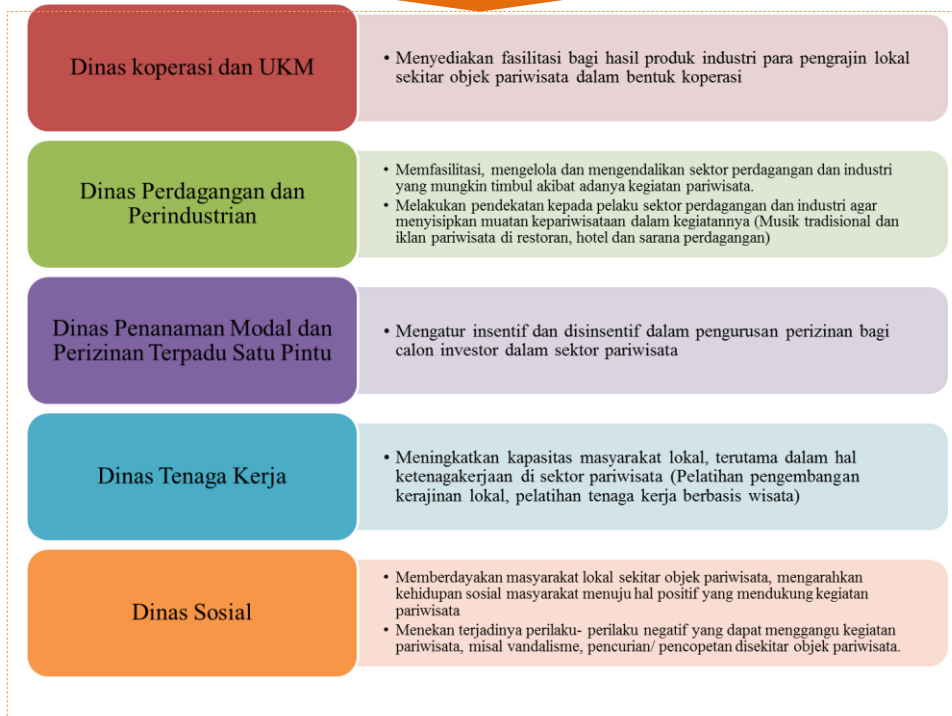 Dinas koperasi dan UKM
• Menyediakan fasilitasi bagi hasil produk industri para pengrajin lokal
sekitar objek pariwisata dalam bentuk koperasi
Dinas Perdagangan dan
Perindustrian
• Memfasilitasi, mengelola dan mengendalikan sektor perdagangan dan industri
yang mungkin timbul akibat adanya kegiatan pariwisata.
• Melakukan pendekatan kepada pelaku sektor perdagangan dan industri agar
menyisipkan muatan kepariwisataan dalam kegiatannya (Musik tradisional dan
iklan pariwisata di restoran, hotel dan sarana perdagangan)
Dinas Penanaman Modal dan
Perizinan Terpadu Satu Pintu
• Mengatur insentif dan disinsentif dalam pengurusan perizinan bagi
calon investor dalam sektor pariwisata
Dinas Tenaga Kerja
• Meningkatkan kapasitas masyarakat lokal, terutama dalam hal
ketenagakerjaan di sektor pariwisata (Pelatihan pengembangan
kerajinan lokal, pelatihan tenaga kerja berbasis wisata)
Dinas Sosial
• Memberdayakan masyarakat lokal sekitar objek pariwisata, mengarahkan
kehidupan sosial masyarakat menuju hal positif yang mendukung kegiatan
pariwisata
• Menekan terjadinya perilaku- perilaku negatif yang dapat menggangu kegiatan
pariwisata, misal vandalisme, pencurian/ pencopetan disekitar objek pariwisata.